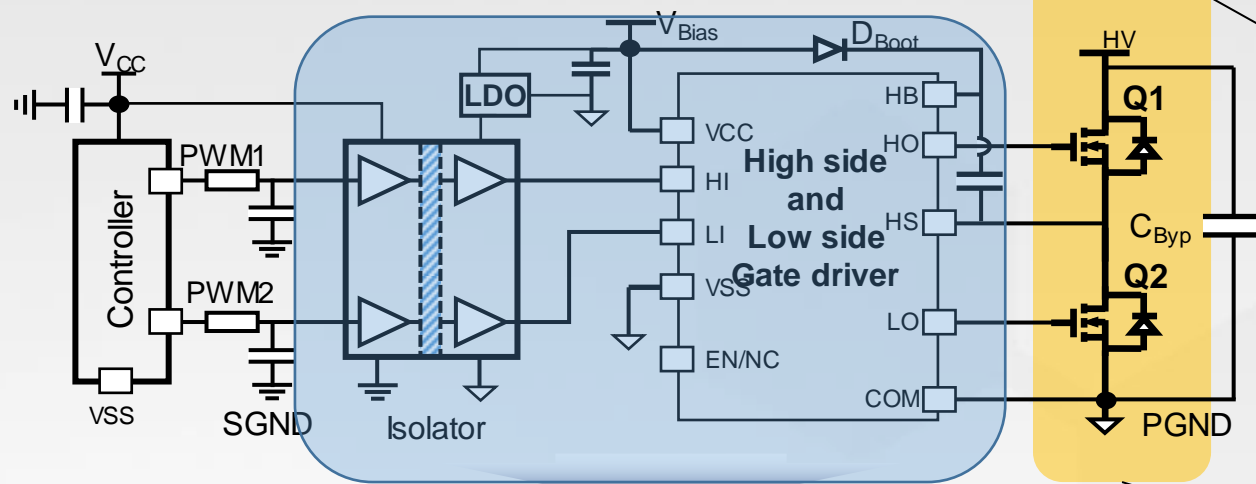 VCC
PWM1
PWM2
Controller
VSS
SGND
Isolator
LDO
VBias
DBoot
VCC
HI
LI
VSS
EN/NC
High side
and
Low side
Gate driver
HB
HO
HS
LO
COM
HV
Q1
Q2
CByp
PGND